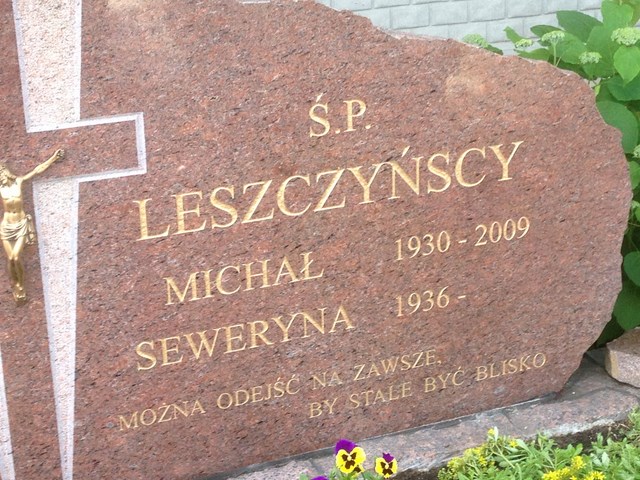 Ś.P.
LESZCZYŃSCY
MICHAŁ 1930 - 2009
SEWERYNA 1936 -
MOŻNA ODEJŚĆ NA ZAWSZE,
BY STALE BYĆ BLISKO